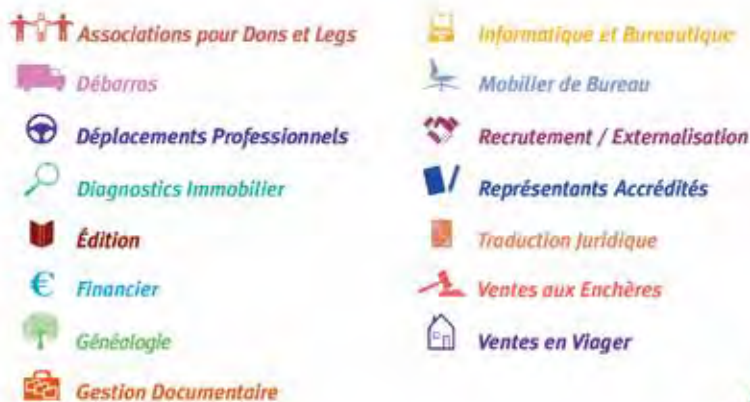 Associations pour Dons et Legs
Débarras
Déplacements Professionnels
Diagnostics Immobilier
Édition
€ Financier
Généalogie
Gestion Documentaire
Informatique et Bureautique
Mobilier de Bureau
Recrutement / Externalisation
Représentants Accrédités
Traduction Juridique
Ventes aux Enchères
Ventes en Viager